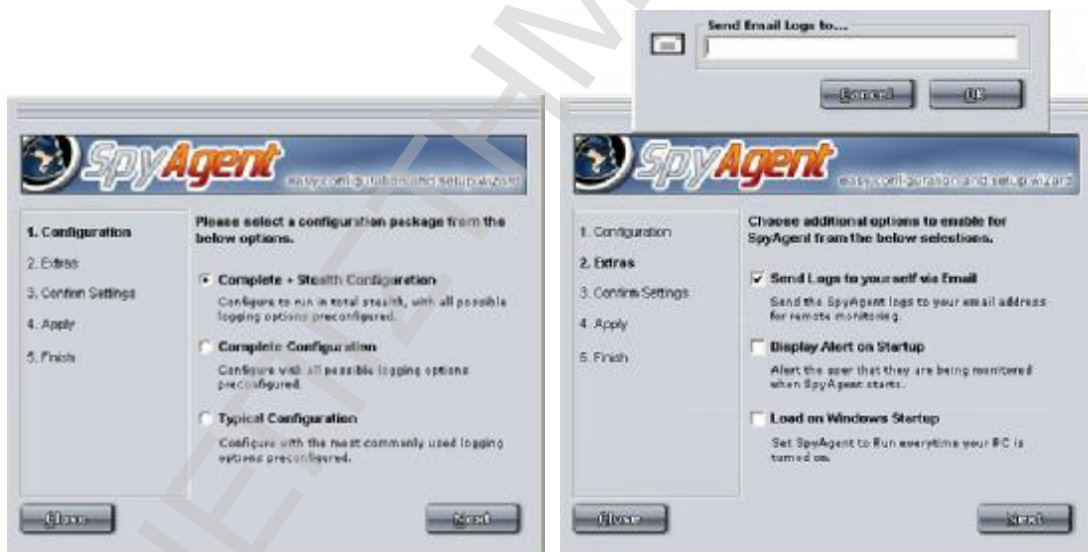 Send Email Logs to...
Cancel
OK
SpyAgent
easy configuration and setup wizard
1. Configuration
2. Extras
3. Confirm Settings
4. Apply
5. Finish
Please select a configuration package from the
below options.
Complete + Stealth Configuration
Configure to run in total stealth, with all possible
logging options preconfigured.
Complete Configuration
Configure with all possible logging options
preconfigured.
Typical Configuration
Configure with the most commonly used logging
options preconfigured.
Close
Next
SpyAgent
easy configuration and setup wizard
1. Configuration
2. Extras
3. Confirm Settings
4. Apply
5. Finish
Choose additional options to enable for
SpyAgent from the below selections.
Send Logs to yourself via Email
Send the SpyAgent logs to your email address
for remote monitoring.
Display Alert on Startup
Alert the user that they are being monitored
when SpyAgent starts.
Load on Windows Startup
Set SpyAgent to Run everytime your PC is
turned on.
Close
Next